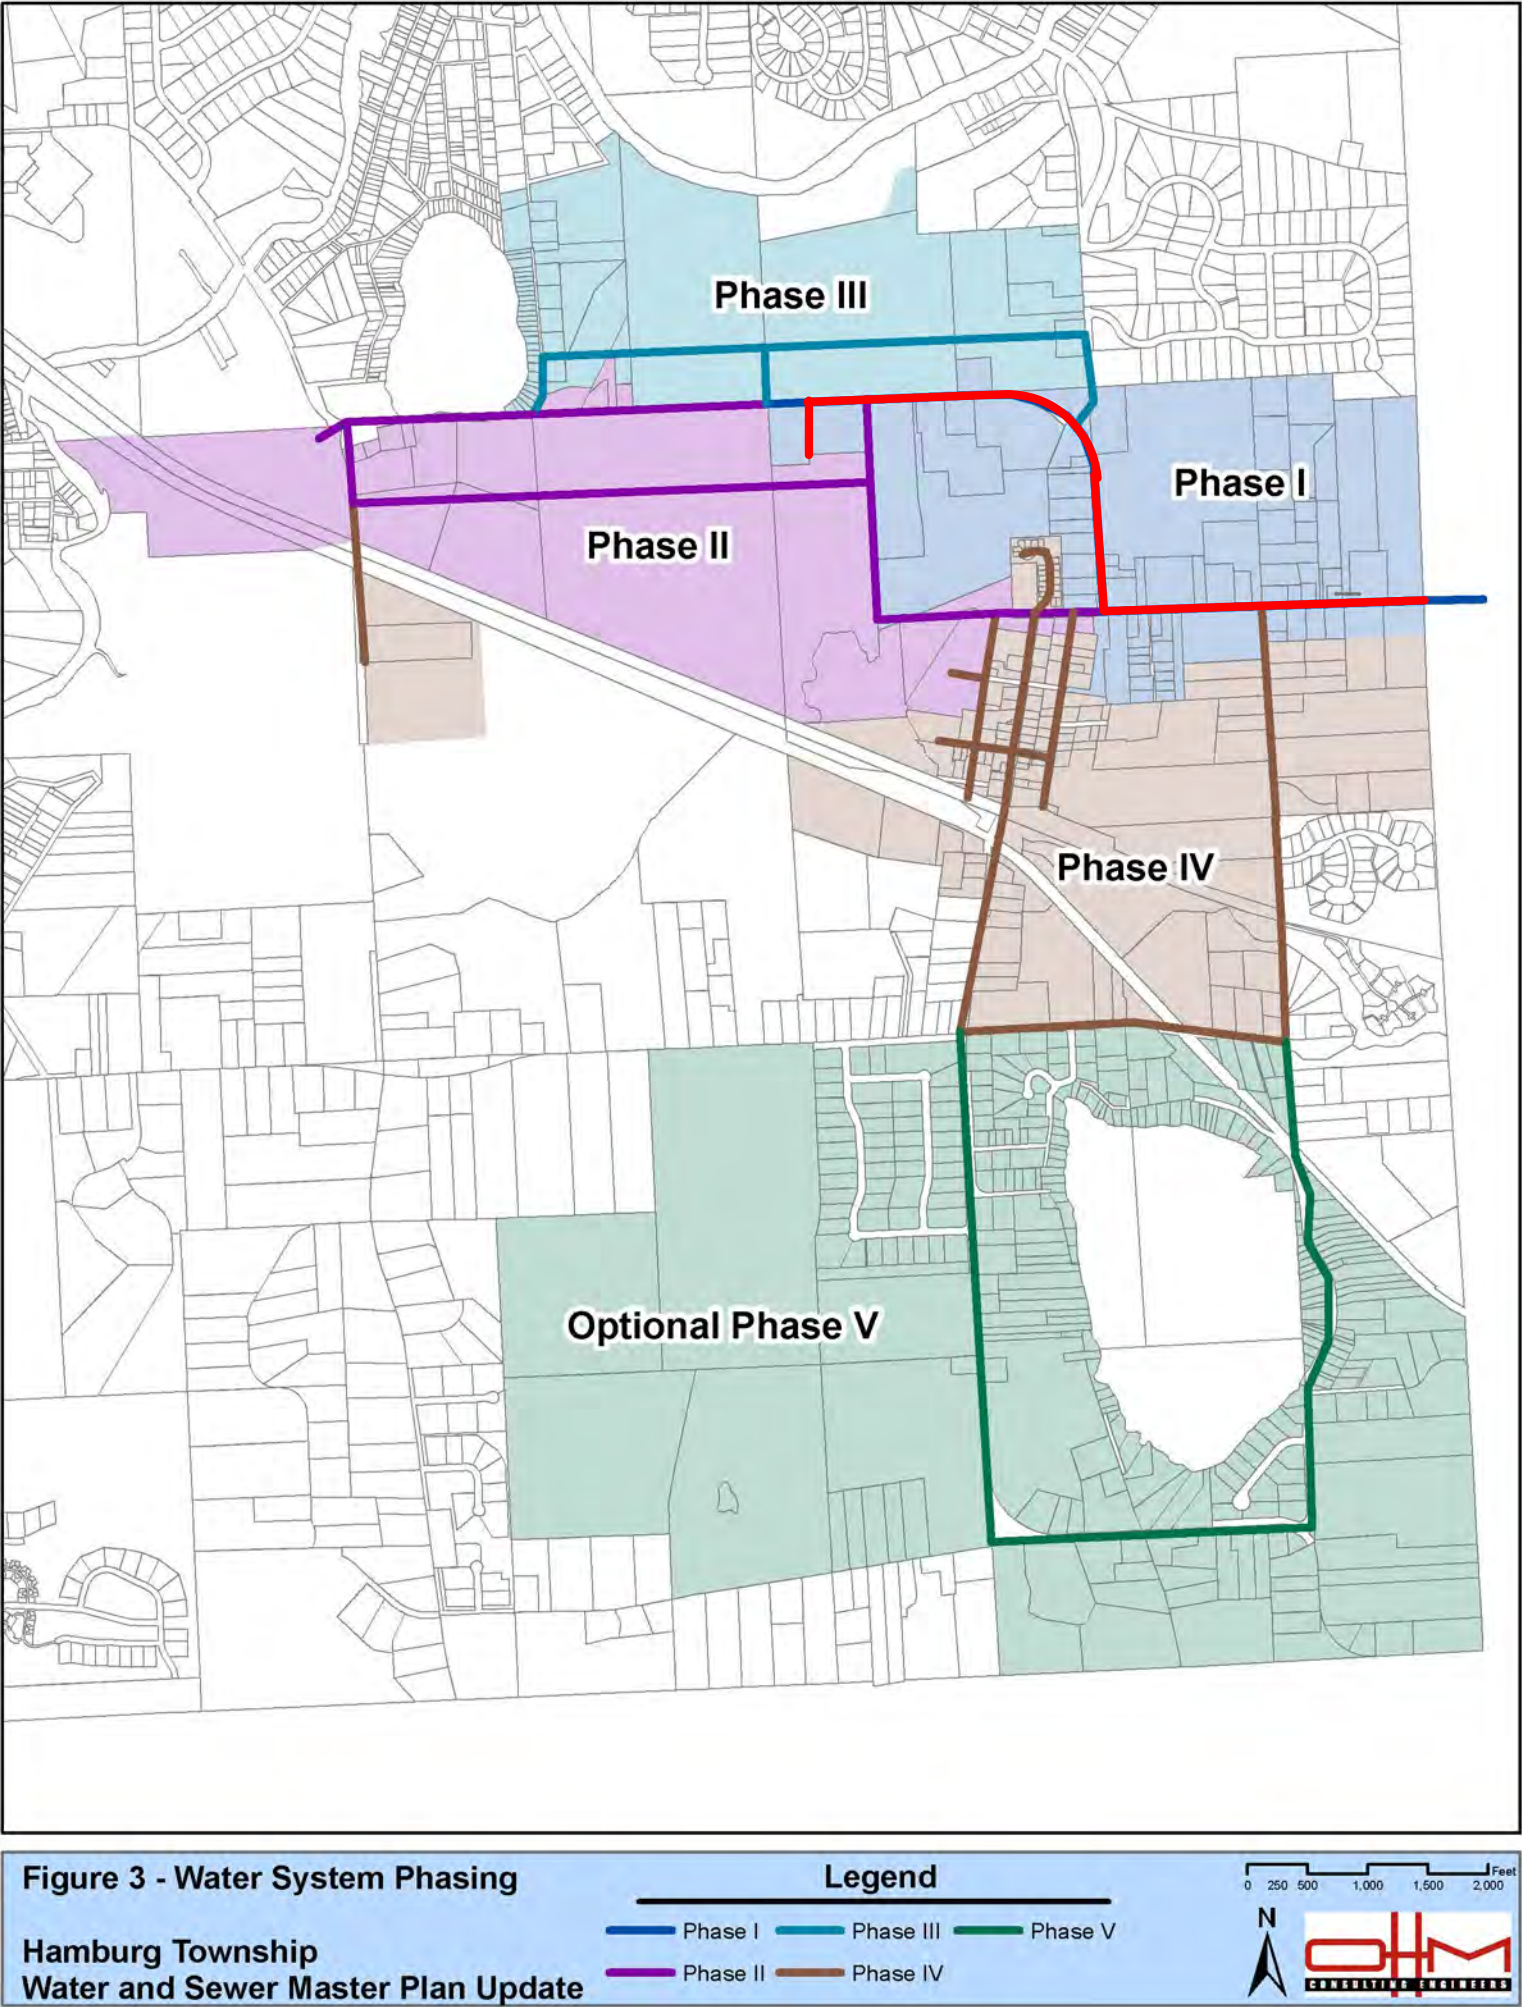 Phase III
Phase I
Phase II
Phase IV
Optional Phase V
Figure 3 - Water System Phasing
Hamburg Township
Water and Sewer Master Plan Update
Legend
Phase I
Phase III
Phase V
Phase II
Phase IV
Feet
0 250 500 1,000 1,500 2,000
N
OHM
CONSULTING ENGINEERS